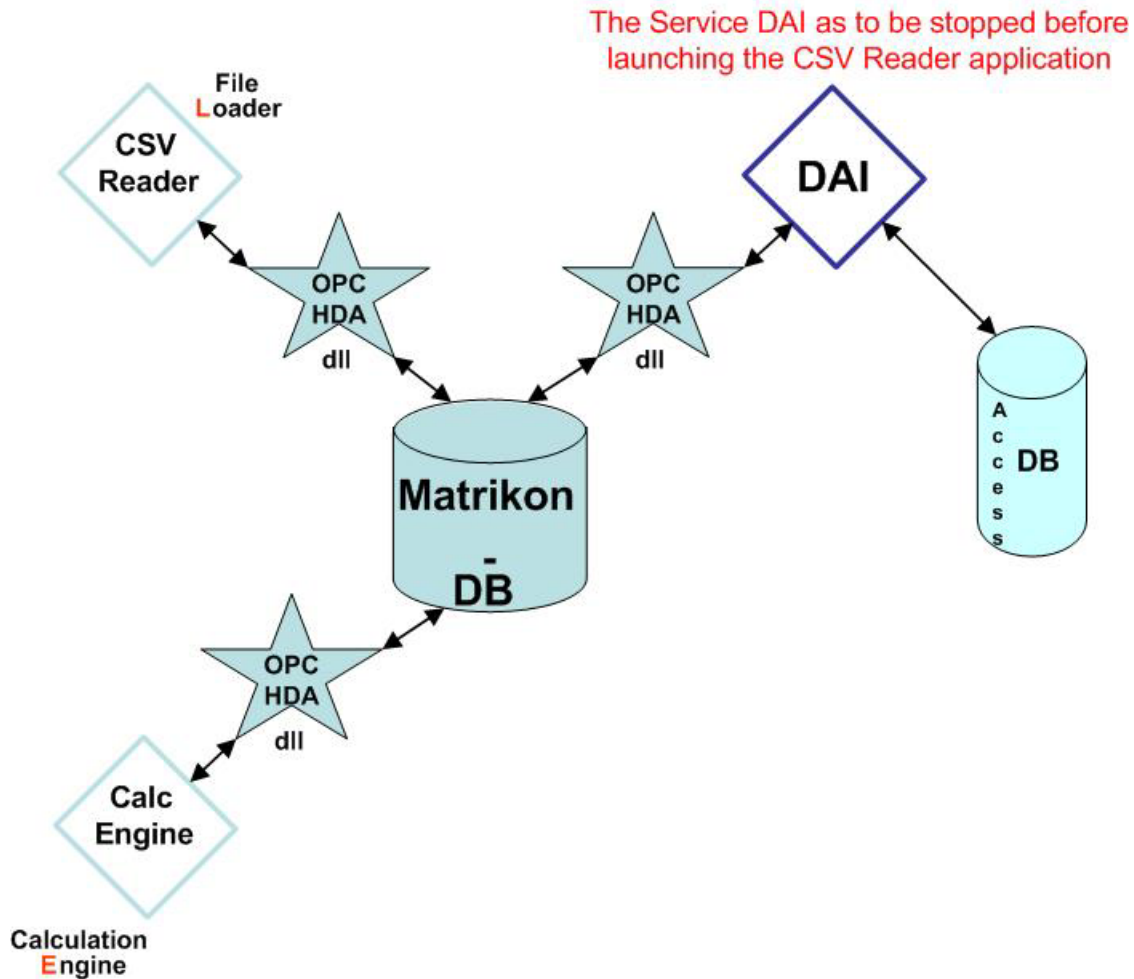 The Service DAI as to be stopped before
launching the CSV Reader application
File
Loader
CSV
Reader
DAI
OPC
HDA
dll
OPC
HDA
dll
Access
DB
Matrikon
-
DB
OPC
HDA
dll
Calc
Engine
Calculation
Engine